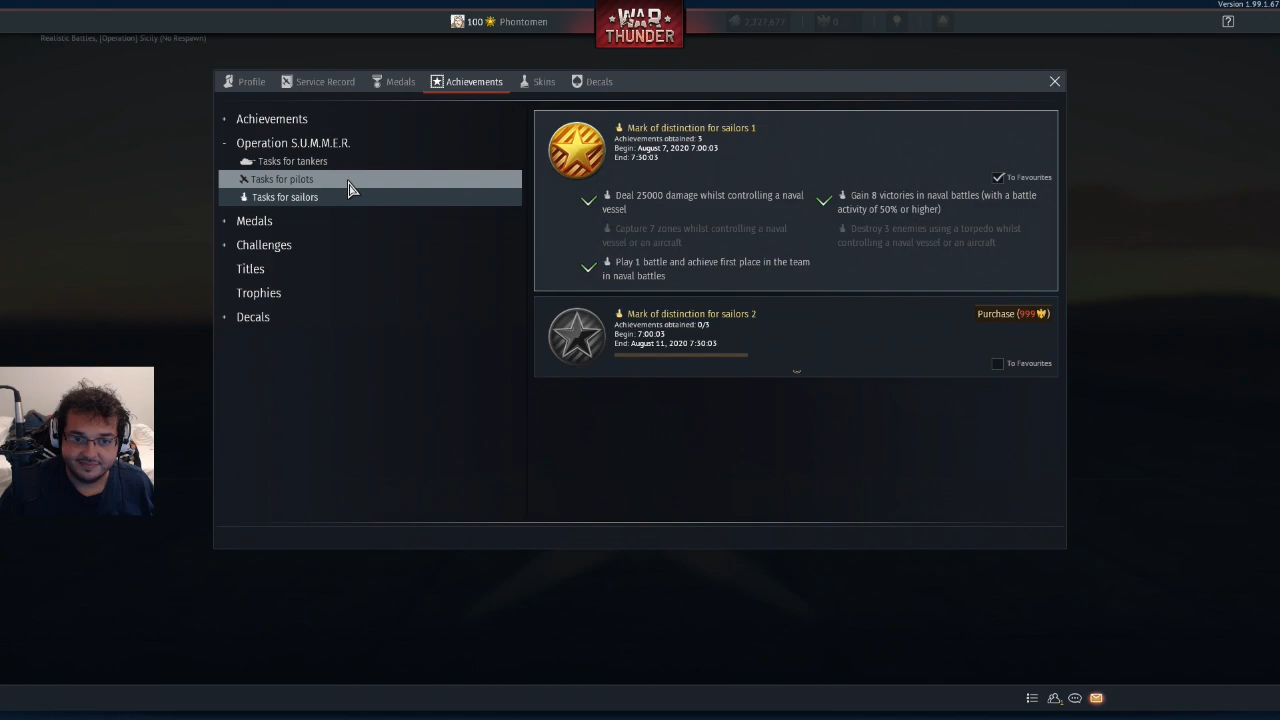 Version 1.99.1.67
100 Phontomen
WAR THUNDER
2,227,677
0
Realistic Battles, [Operation] Sicily (No Respawn)
Profile
Service Record
Medals
Achievements
Skins
Decals
+ Achievements
- Operation S.U.M.M.E.R.
Tasks for tankers
Tasks for pilots
Tasks for sailors
+ Medals
+ Challenges
Titles
Trophies
+ Decals
Mark of distinction for sailors 1
Achievements obtained: 3
Begin: August 7, 2020 7:00:03
End: 7:30:03
To Favourites
Deal 25000 damage whilst controlling a naval
vessel
Gain 8 victories in naval battles (with a battle
activity of 50% or higher)
Capture 7 zones whilst controlling a naval
vessel or an aircraft
Destroy 3 enemies using a torpedo whilst
controlling a naval vessel or an aircraft
Play 1 battle and achieve first place in the team
in naval battles
Mark of distinction for sailors 2
Achievements obtained: 0/3
Begin: 7:00:03
End: August 11, 2020 7:30:03
Purchase (999)
To Favourites